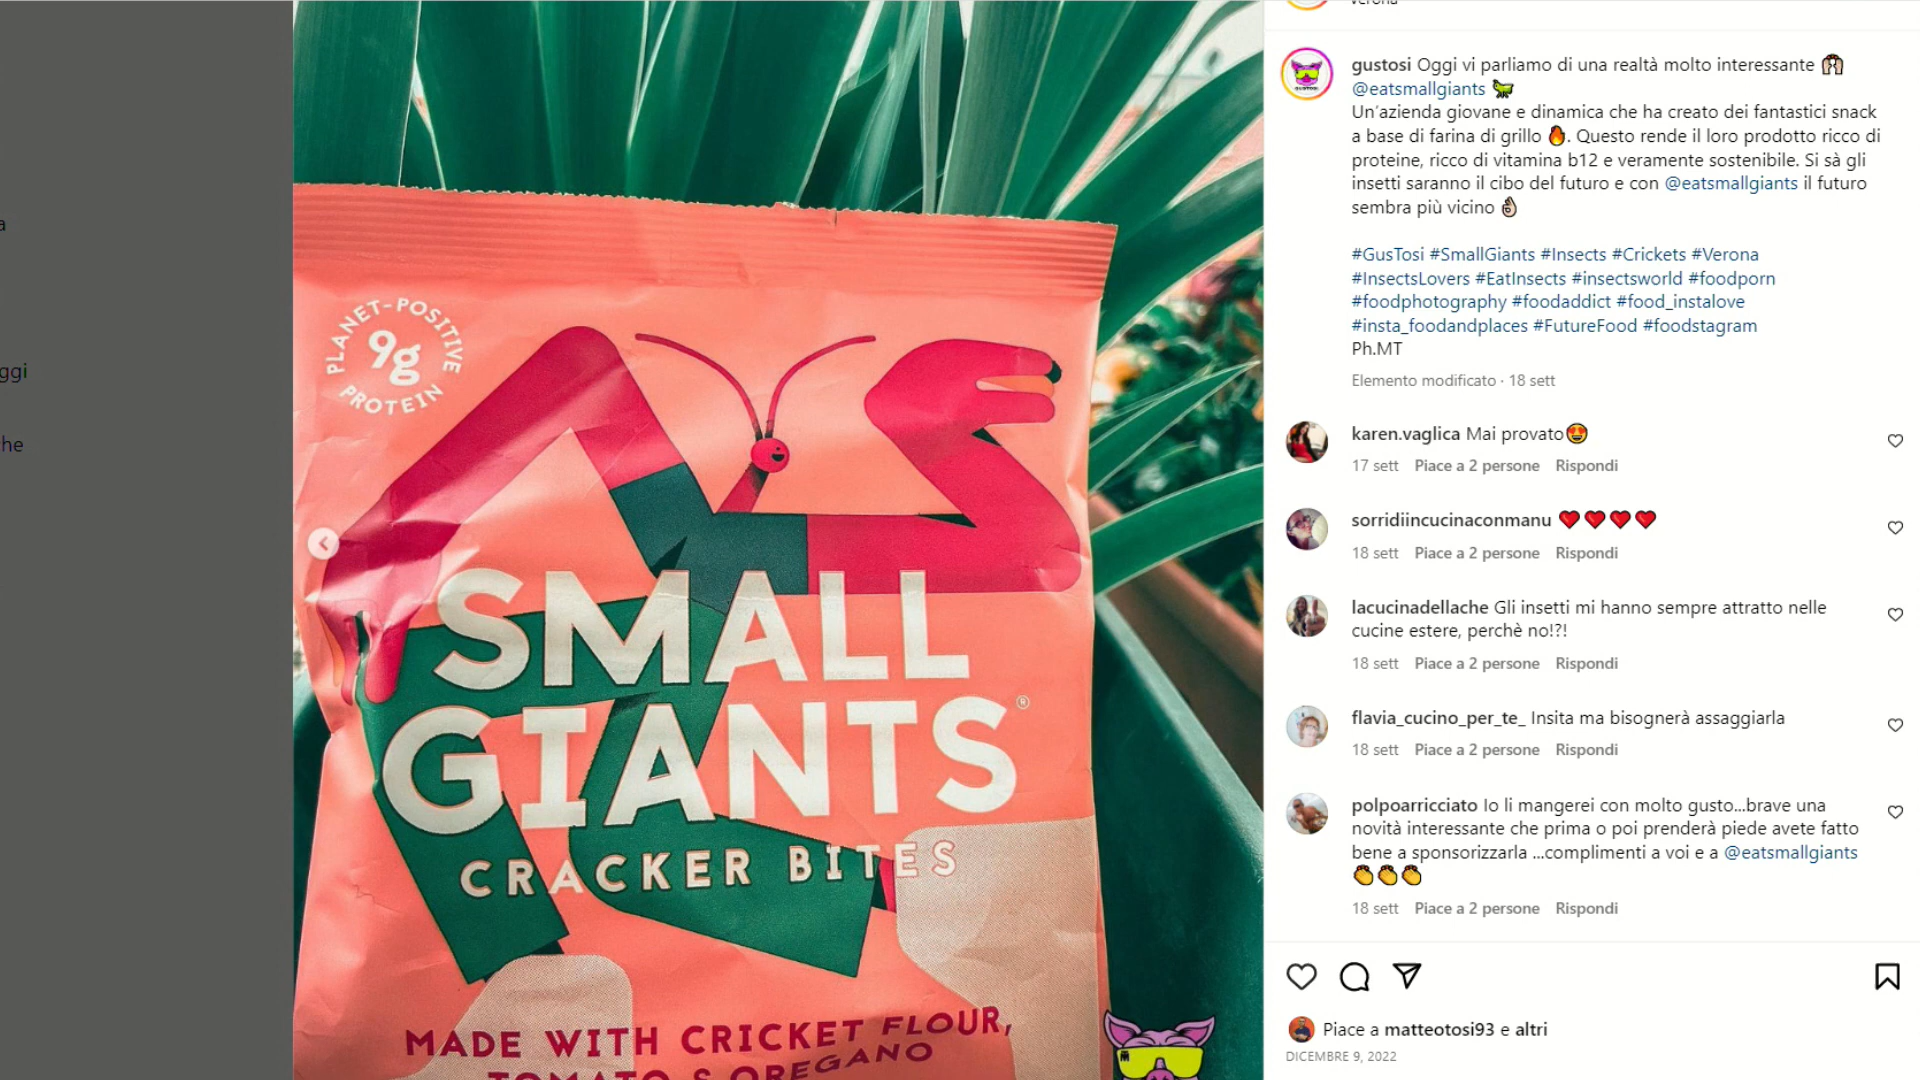 a
ggi
he
PLANET-POSITIVE
9g
PROTEIN
SMALL
GIANTS®
CRACKER BITES
MADE WITH CRICKET FLOUR,
TOMATO & OREGANO
verona
GUSTOSI
gustosi Oggi vi parliamo di una realtà molto interessante 🙌
@eatsmallgiants 🦗
Un'azienda giovane e dinamica che ha creato dei fantastici snack
a base di farina di grillo 🔥. Questo rende il loro prodotto ricco di
proteine, ricco di vitamina b12 e veramente sostenibile. Si sà gli
insetti saranno il cibo del futuro e con @eatsmallgiants il futuro
sembra più vicino 👌🏻
#GusTosi #SmallGiants #Insects #Crickets #Verona
#InsectsLovers #EatInsects #insectsworld #foodporn
#foodphotography #foodaddict #food_instalove
#insta_foodandplaces #FutureFood #foodstagram
Ph.MT
Elemento modificato · 18 sett
karen.vaglica Mai provato😍
17 sett Piace a 2 persone Rispondi
sorridiincucinaconmanu ❤️❤️❤️❤️
18 sett Piace a 2 persone Rispondi
lacucinadellache Gli insetti mi hanno sempre attratto nelle
cucine estere, perchè no!?!
18 sett Piace a 2 persone Rispondi
flavia_cucino_per_te_ Insita ma bisognerà assaggiarla
18 sett Piace a 2 persone Rispondi
polpoarricciato Io li mangerei con molto gusto...brave una
novità interessante che prima o poi prenderà piede avete fatto
bene a sponsorizzarla ...complimenti a voi e a @eatsmallgiants
👏👏👏
18 sett Piace a 2 persone Rispondi
Piace a matteotosi93 e altri
DICEMBRE 9, 2022